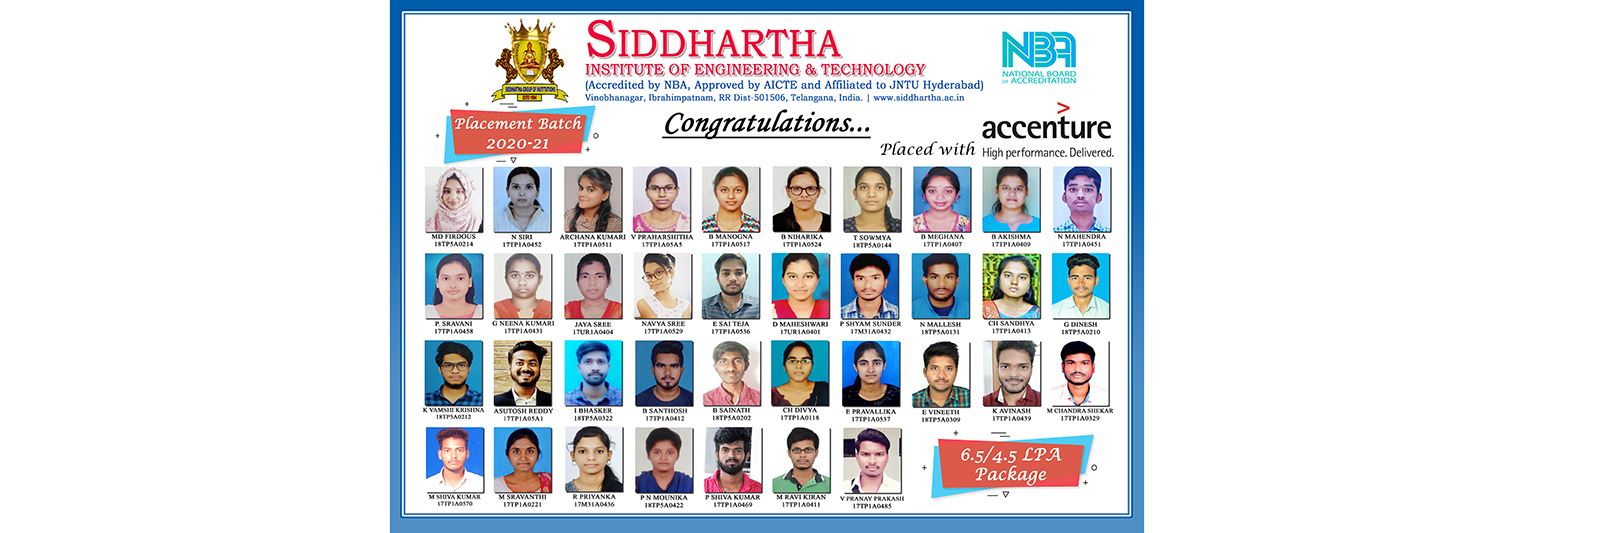 SIDDHARTHA
INSTITUTE OF ENGINEERING & TECHNOLOGY
(Accredited by NBA, Approved by AICTE and Affiliated to JNTU Hyderabad)
Vinobhanagar, Ibrahimpatnam, RR Dist-501506, Telangana, India. | www.siddhartha.ac.in
SIDDHARTHA GROUP OF INSTITUTIONS
NBA
NATIONAL BOARD
OF ACCREDITATION
Placement Batch
2020-21
Congratulations...
Placed with
accenture
High performance. Delivered.
MD FIRDOUS
18TP5A0214
N SIRI
17TP1A0452
ARCHANA KUMARI
17TP1A0511
V PRAHARSHITHA
17TP1A05A5
B MANOGNA
17TP1A0517
B NIHARIKA
17TP1A0524
T SOWMYA
18TP5A0144
B MEGHANA
17TP1A0407
B AKISHMA
17TP1A0409
N MAHENDRA
17TP1A0451
P. SRAVANI
17TP1A0458
G NEENA KUMARI
17TP1A0431
JAYA SREE
17UR1A0404
NAVYA SREE
17TP1A0529
E SAI TEJA
17TP1A0536
D MAHESHWARI
17UR1A0401
P SHYAM SUNDER
17M31A0432
N MALLESH
18TP5A0131
CH SANDHYA
17TP1A0413
G DINESH
18TP5A0210
K VAMSHI KRISHNA
18TP5A0212
ASUTOSH REDDY
17TP1A05A1
I BHASKER
18TP5A0322
B SANTHOSH
17TP1A0412
B SAINATH
18TP5A0202
CH DIVYA
17TP1A0118
E PRAVALLIKA
17TP1A0537
E VINEETH
18TP5A0309
K AVINASH
17TP1A0439
M CHANDRA SHEKAR
17TP1A0329
M SHIVA KUMAR
17TP1A0570
M SRAVANTHI
17TP1A0221
R PRIYANKA
17M31A0436
P N MOUNIKA
18TP5A0422
P SHIVA KUMAR
17TP1A0469
M RAVI KIRAN
17TP1A0411
V PRANAY PRAKASH
17TP1A0485
6.5/4.5 LPA
Package